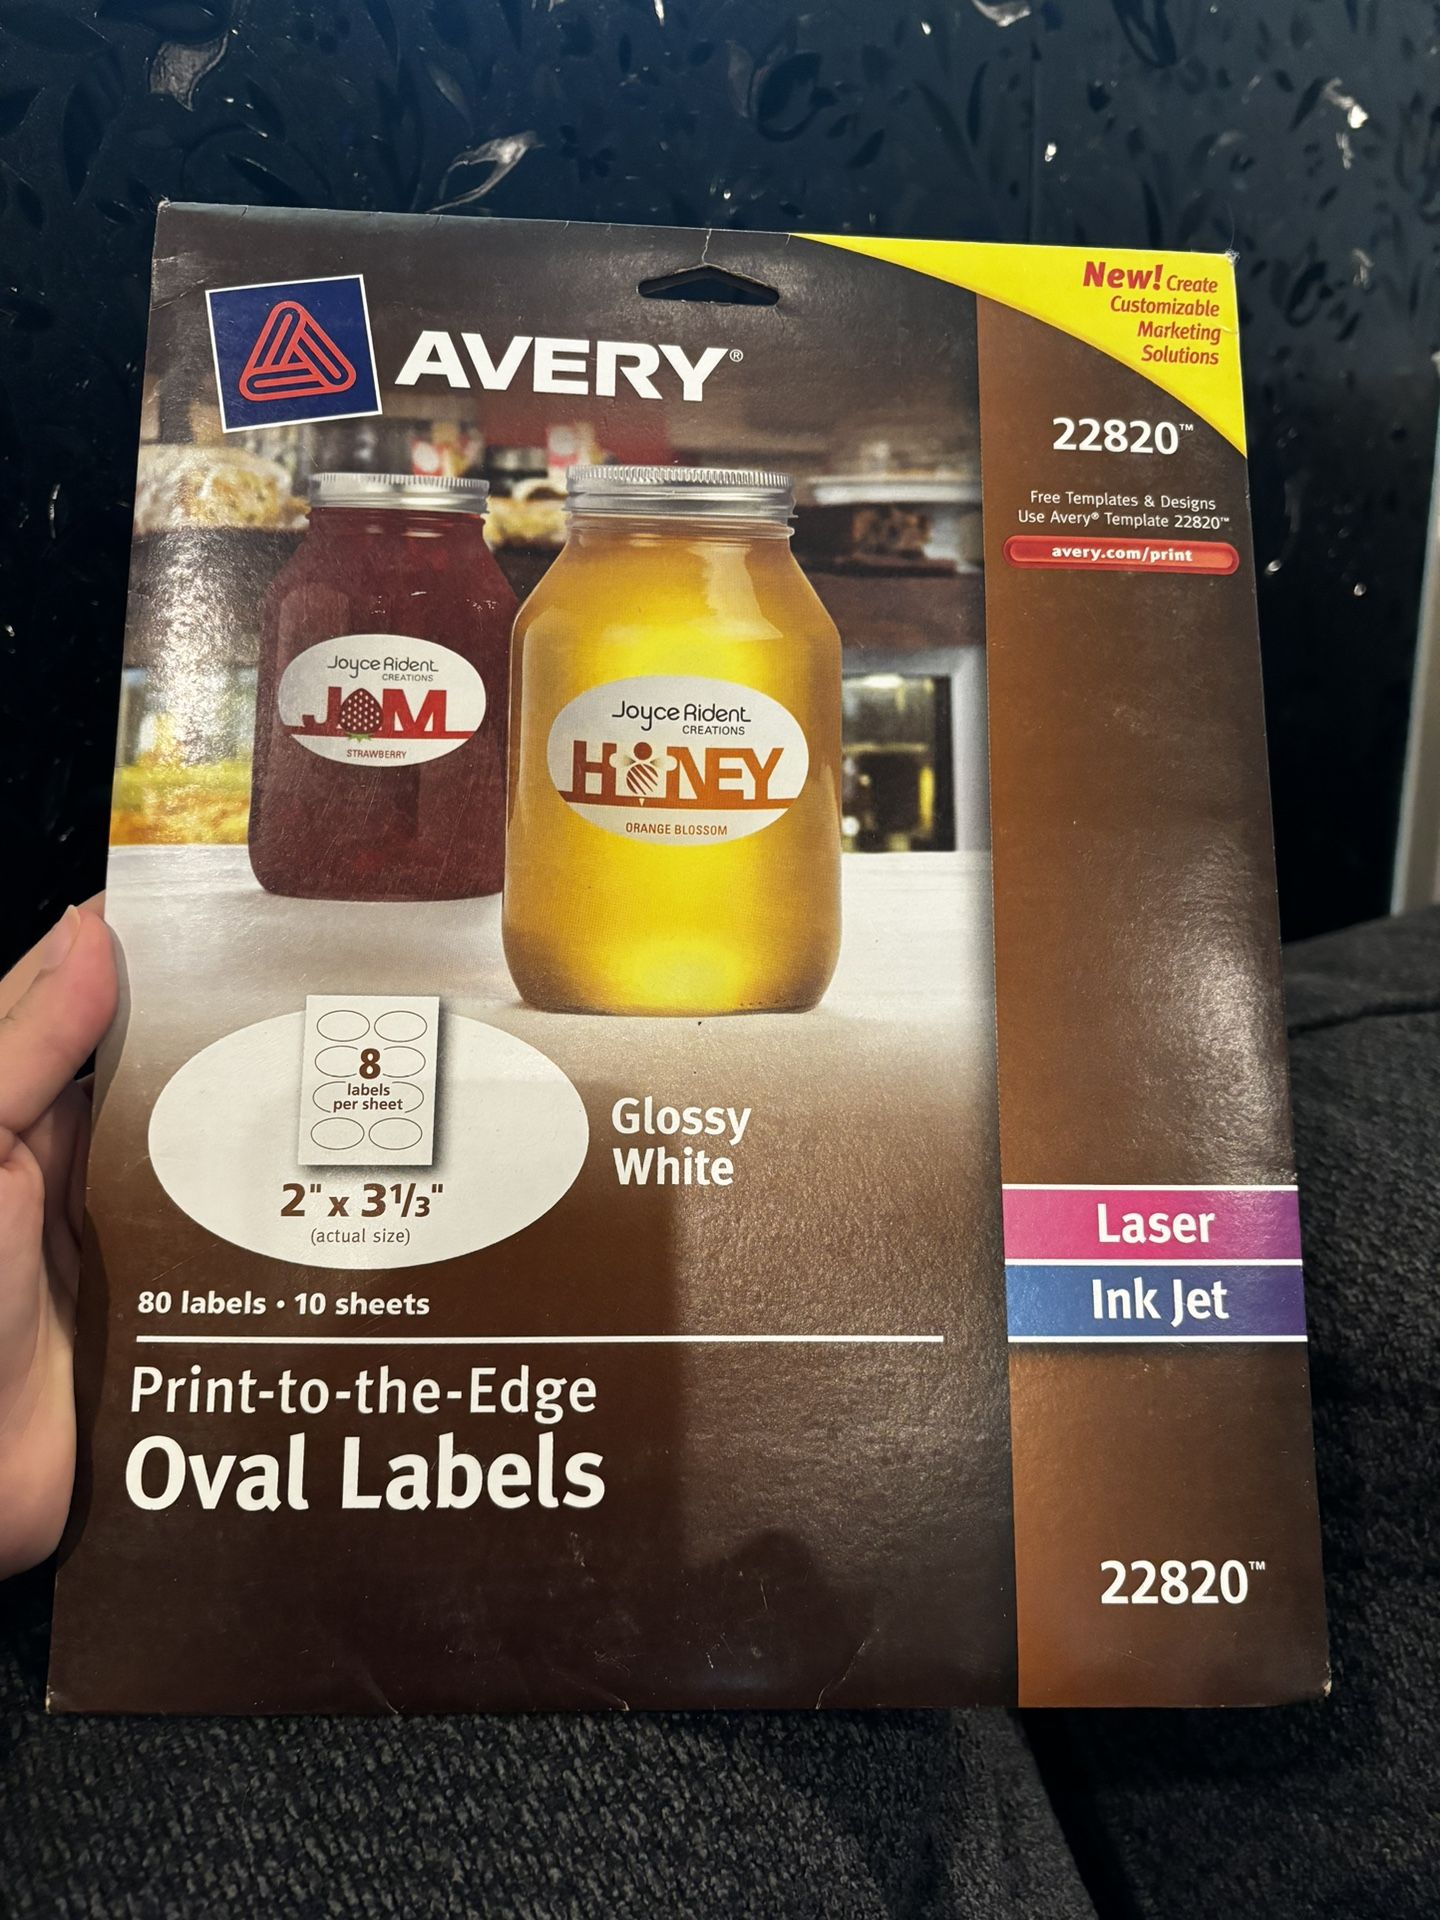 AVERY®
New! Create
Customizable
Marketing
Solutions
22820™
Free Templates & Designs
Use Avery® Template 22820™
avery.com/print
Joyce Rident
CREATIONS
JAM
STRAWBERRY
Joyce Rident
CREATIONS
HONEY
ORANGE BLOSSOM
8
labels
per sheet
2" x 3 1/3"
(actual size)
Glossy
White
80 labels • 10 sheets
Print-to-the-Edge
Oval Labels
Laser
Ink Jet
22820™